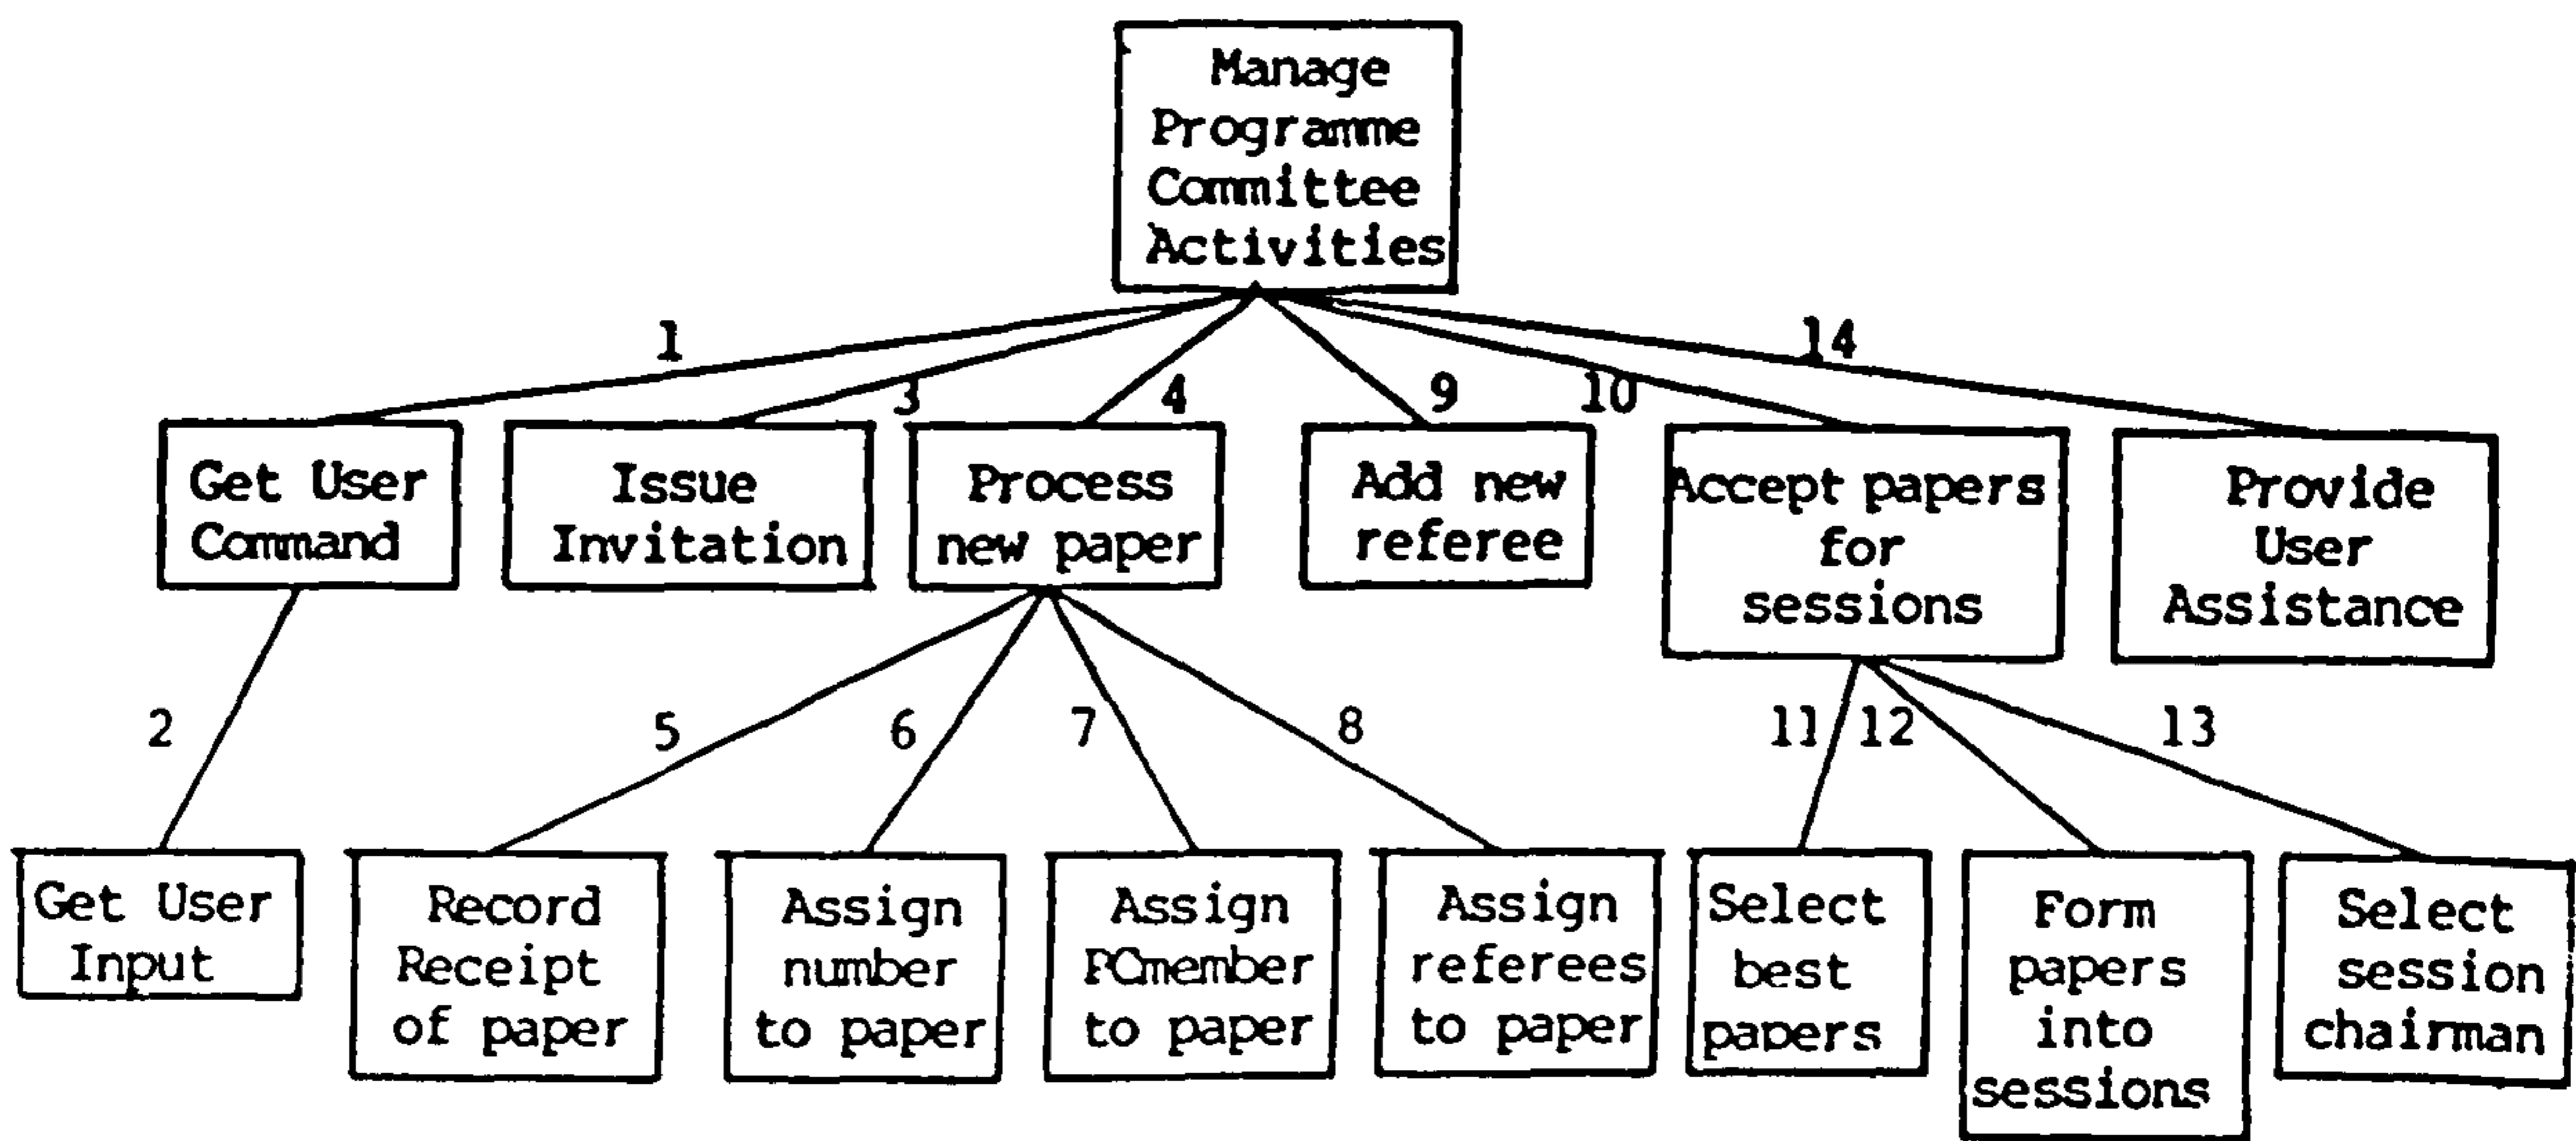 Manage
Programme
Committee
Activities
1
3
4
9
10
14
Get User
Command
Issue
Invitation
Process
new paper
Add new
referee
Accept papers
for
sessions
Provide
User
Assistance
2
5
6
7
8
11
12
13
Get User
Input
Record
Receipt
of paper
Assign
number
to paper
Assign
PCmember
to paper
Assign
referees
to paper
Select
best
papers
Form
papers
into
sessions
Select
session
chairman